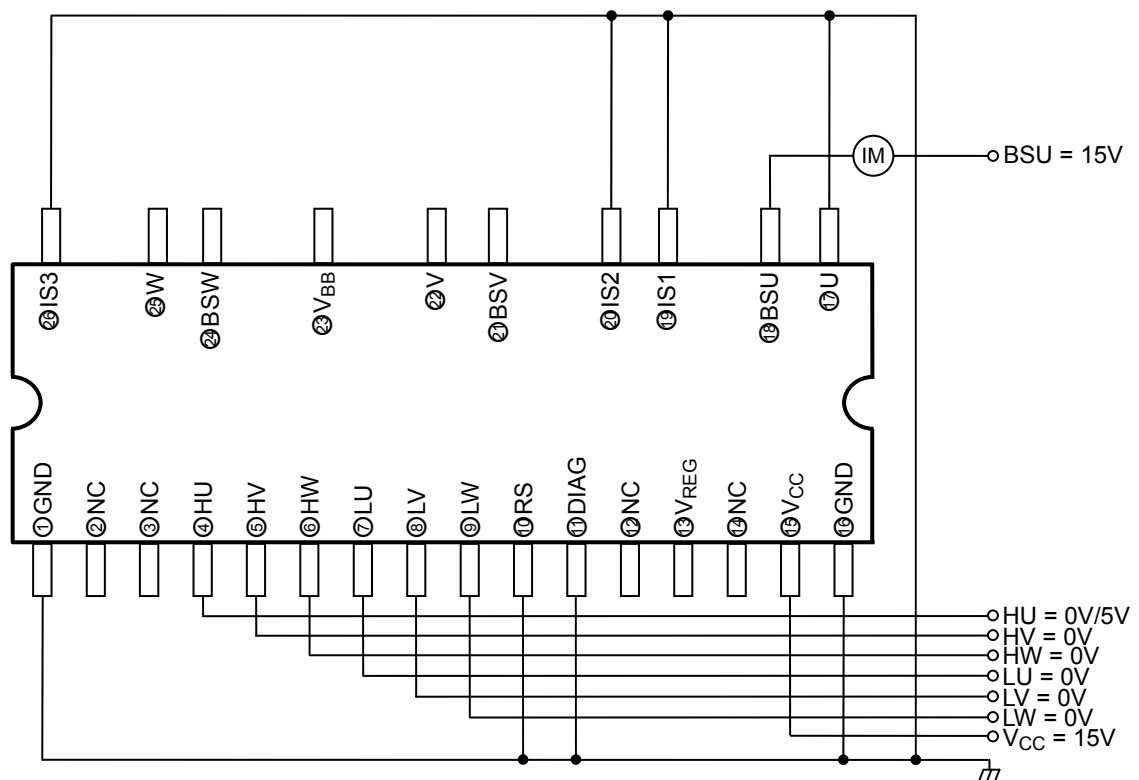 IM
BSU = 15V
㉖IS3
㉕W
㉔BSW
㉓VBB
㉒V
㉑BSV
⑳IS2
⑲IS1
⑱BSU
⑰U
①GND
②NC
③NC
④HU
⑤HV
⑥HW
⑦LU
⑧LV
⑨LW
⑩RS
⑪DIAG
⑫NC
⑬VREG
⑭NC
⑮VCC
⑯GND
HU = 0V/5V
HV = 0V
HW = 0V
LU = 0V
LV = 0V
LW = 0V
VCC = 15V